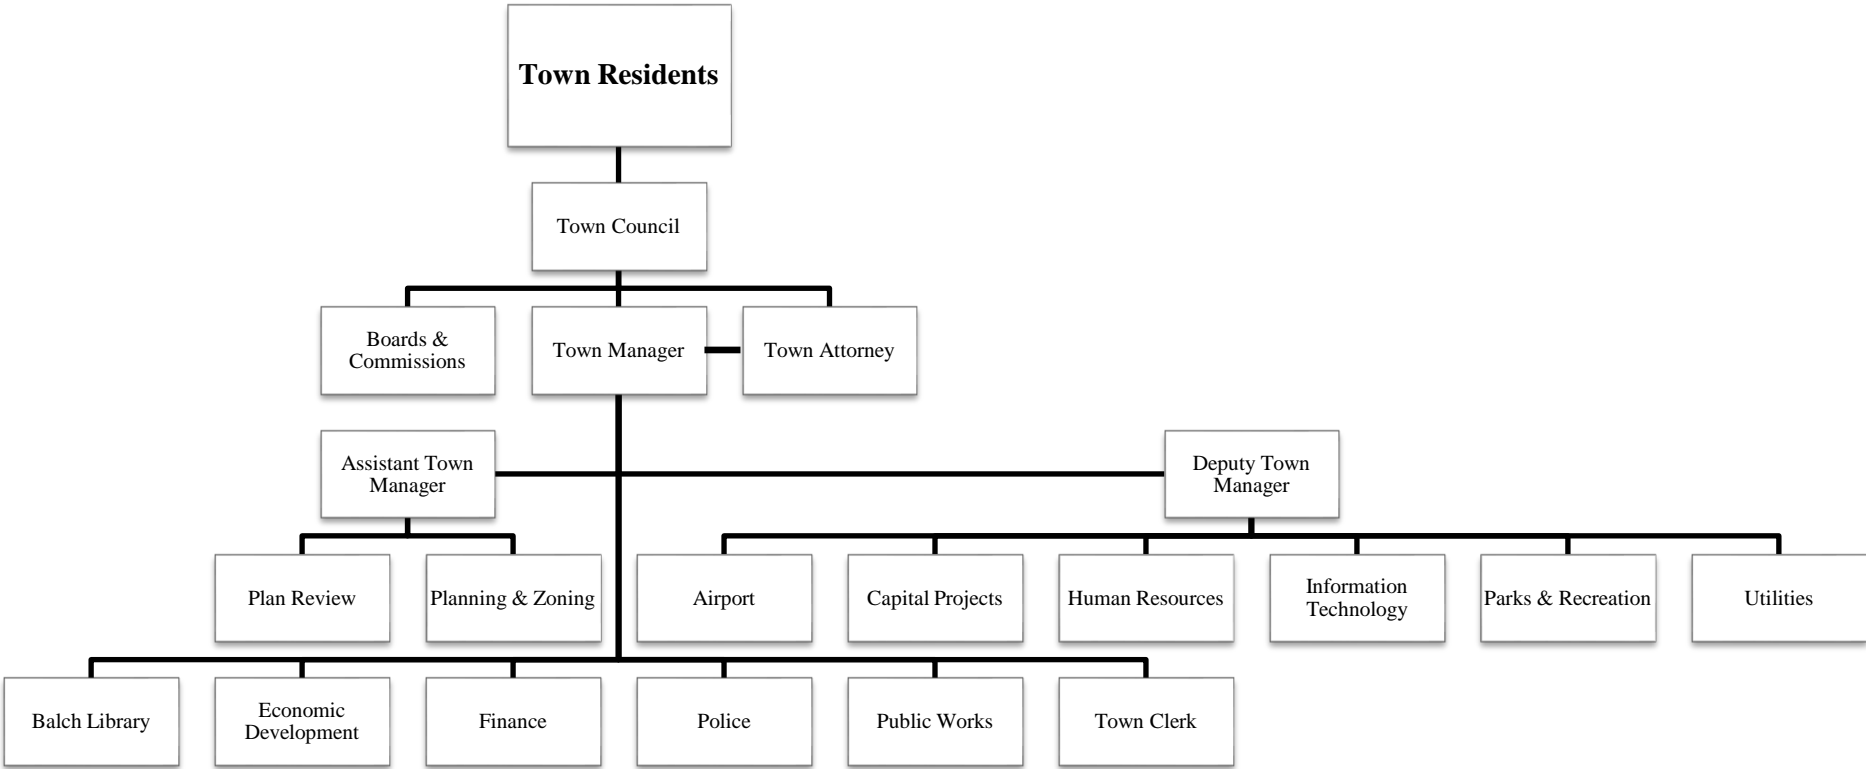 Town Residents
Town Council
Boards &
Commissions
Town Manager
Town Attorney
Assistant Town
Manager
Deputy Town
Manager
Plan Review
Planning & Zoning
Airport
Capital Projects
Human Resources
Information
Technology
Parks & Recreation
Utilities
Balch Library
Economic
Development
Finance
Police
Public Works
Town Clerk